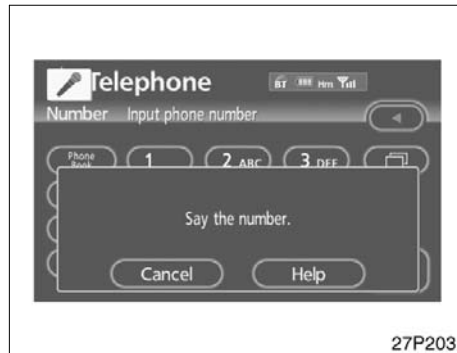 Telephone BT Hm
Number Input phone number
Phone Book 1 2 ABC 3 DEF
Say the number.
Cancel Help
27P203